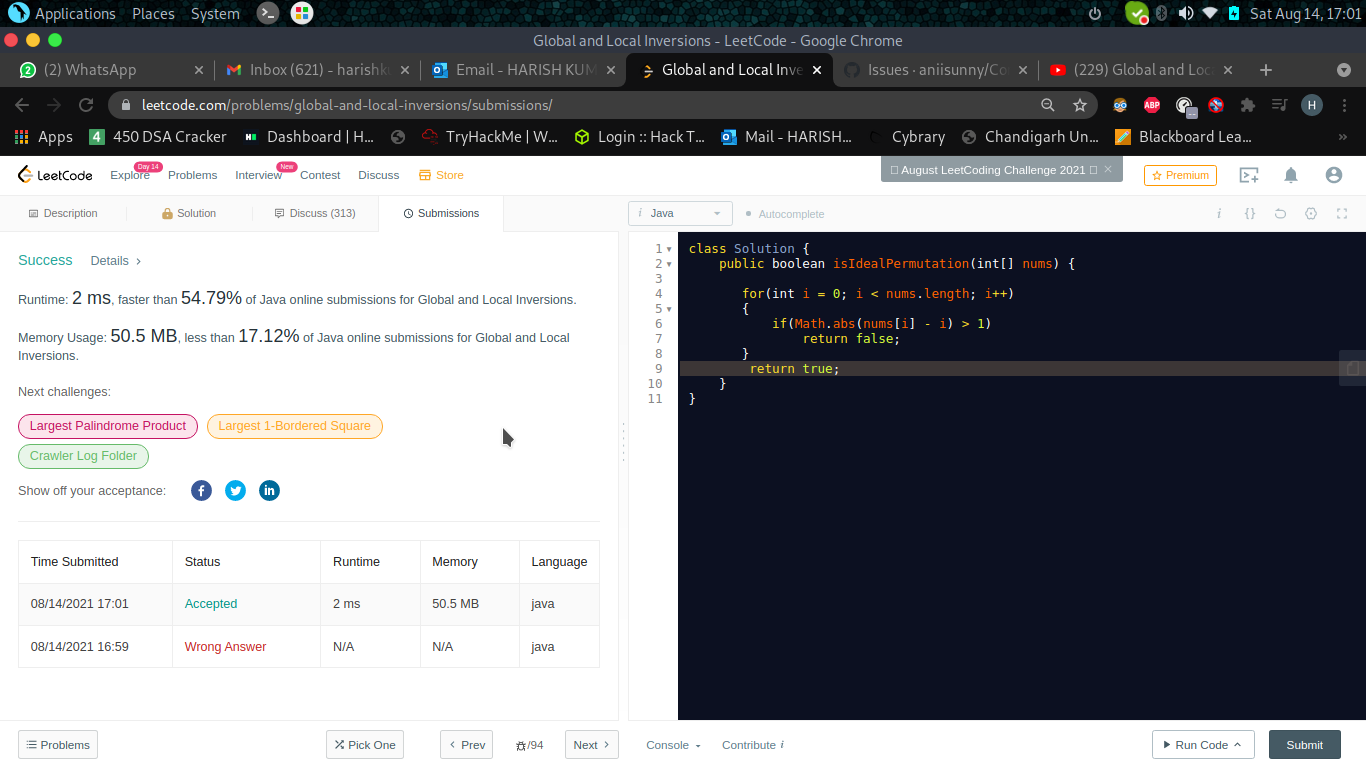 Applications Places System Sat Aug 14, 17:01
Global and Local Inversions - LeetCode - Google Chrome
(2) WhatsApp Inbox (621) - harishku Email - HARISH KUM Global and Local Inve Issues · aniisunny/Co (229) Global and Loc
leetcode.com/problems/global-and-local-inversions/submissions/ ABP H
Apps 4 450 DSA Cracker Dashboard | H... TryHackMe | W... Login :: Hack T... Mail - HARISH... Cybrary Chandigarh Un... Blackboard Lea... »
LeetCode Explore Day 14 Problems Interview New Contest Discuss Store August LeetCoding Challenge 2021 × Premium
Description Solution Discuss (313) Submissions i Java Autocomplete i {}
Success Details >
Runtime: 2 ms, faster than 54.79% of Java online submissions for Global and Local Inversions.
Memory Usage: 50.5 MB, less than 17.12% of Java online submissions for Global and Local
Inversions.
Next challenges:
Largest Palindrome Product Largest 1-Bordered Square
Crawler Log Folder
Show off your acceptance:
Time Submitted Status Runtime Memory Language
08/14/2021 17:01 Accepted 2 ms 50.5 MB java
08/14/2021 16:59 Wrong Answer N/A N/A java
1 class Solution {
2 public boolean isIdealPermutation(int[] nums) {
3
4 for(int i = 0; i < nums.length; i++)
5 {
6 if(Math.abs(nums[i] - i) > 1)
7 return false;
8 }
9 return true;
10 }
11 }
Problems Pick One < Prev /94 Next > Console Contribute i Run Code Submit